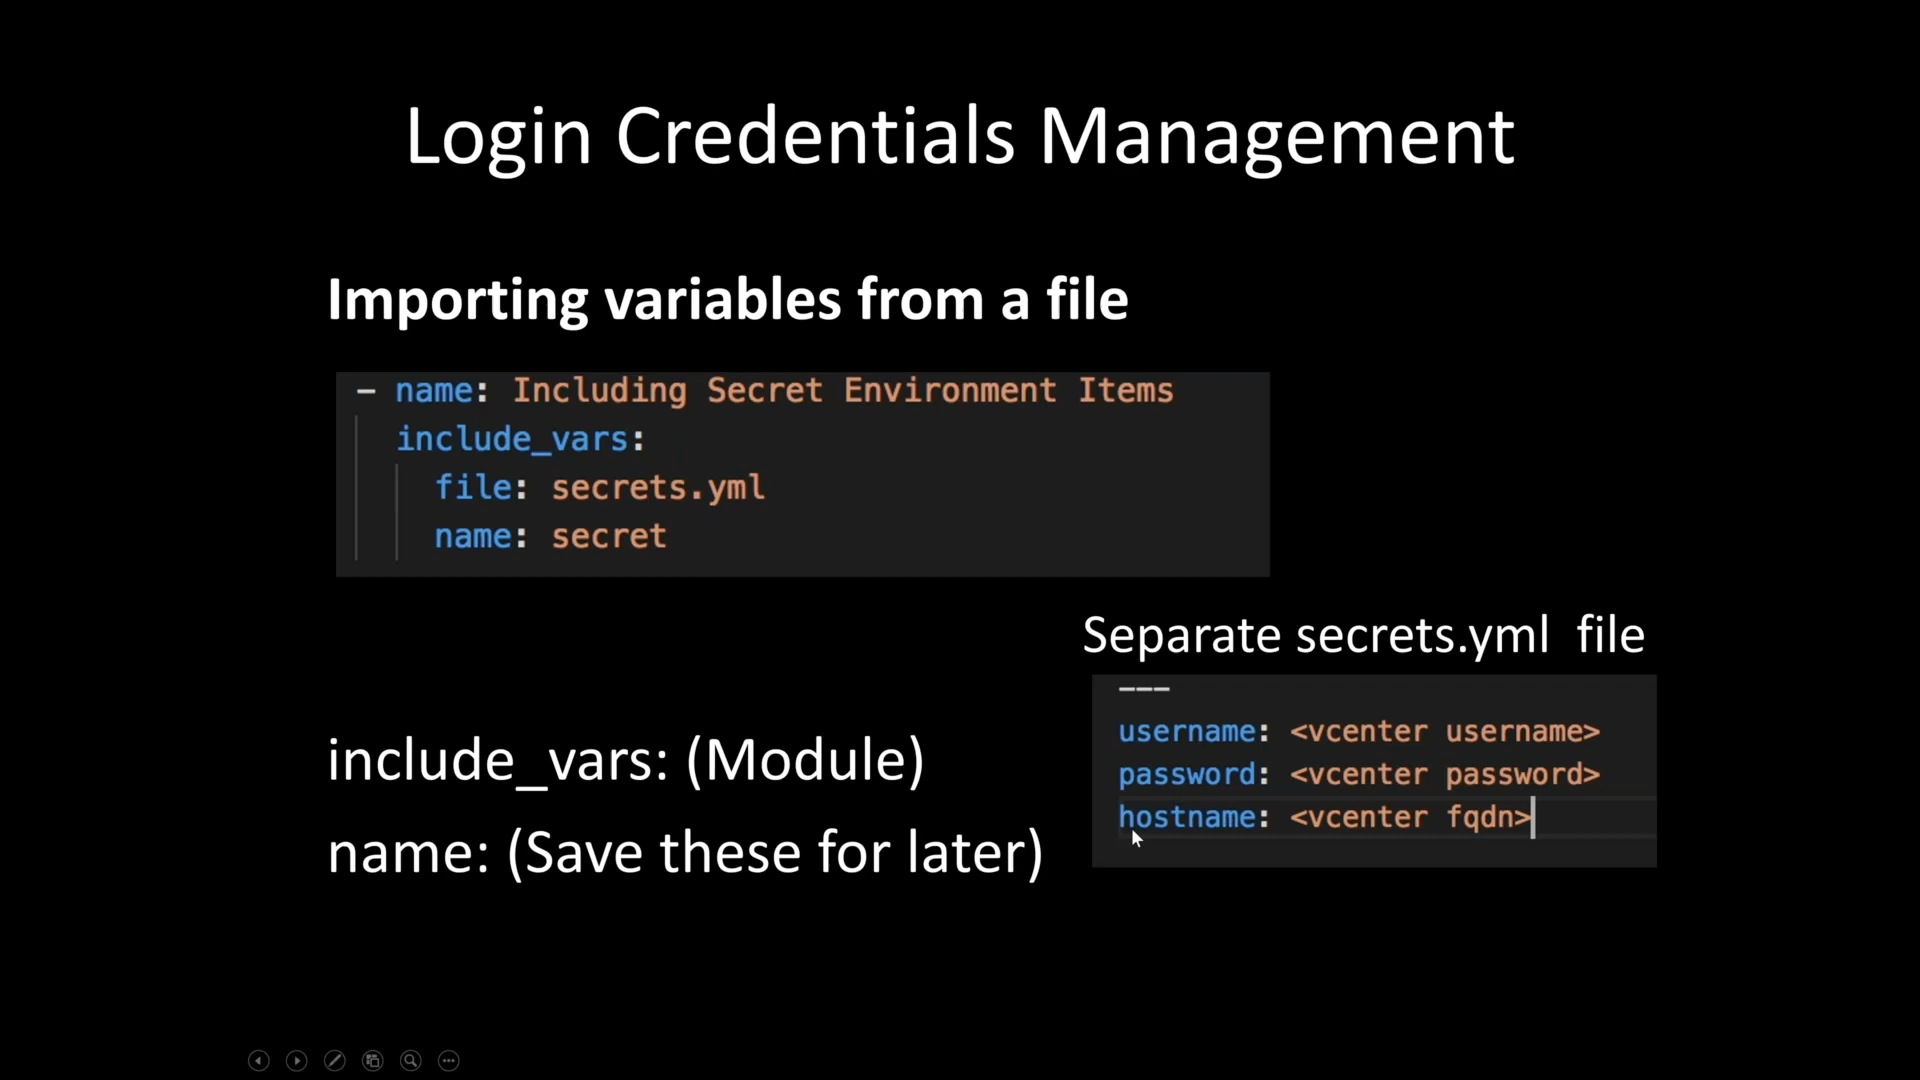 Login Credentials Management
Importing variables from a file
- name: Including Secret Environment Items
include_vars:
file: secrets.yml
name: secret
Separate secrets.yml file
---
username: <vcenter username>
password: <vcenter password>
hostname: <vcenter fqdn>
include_vars: (Module)
name: (Save these for later)